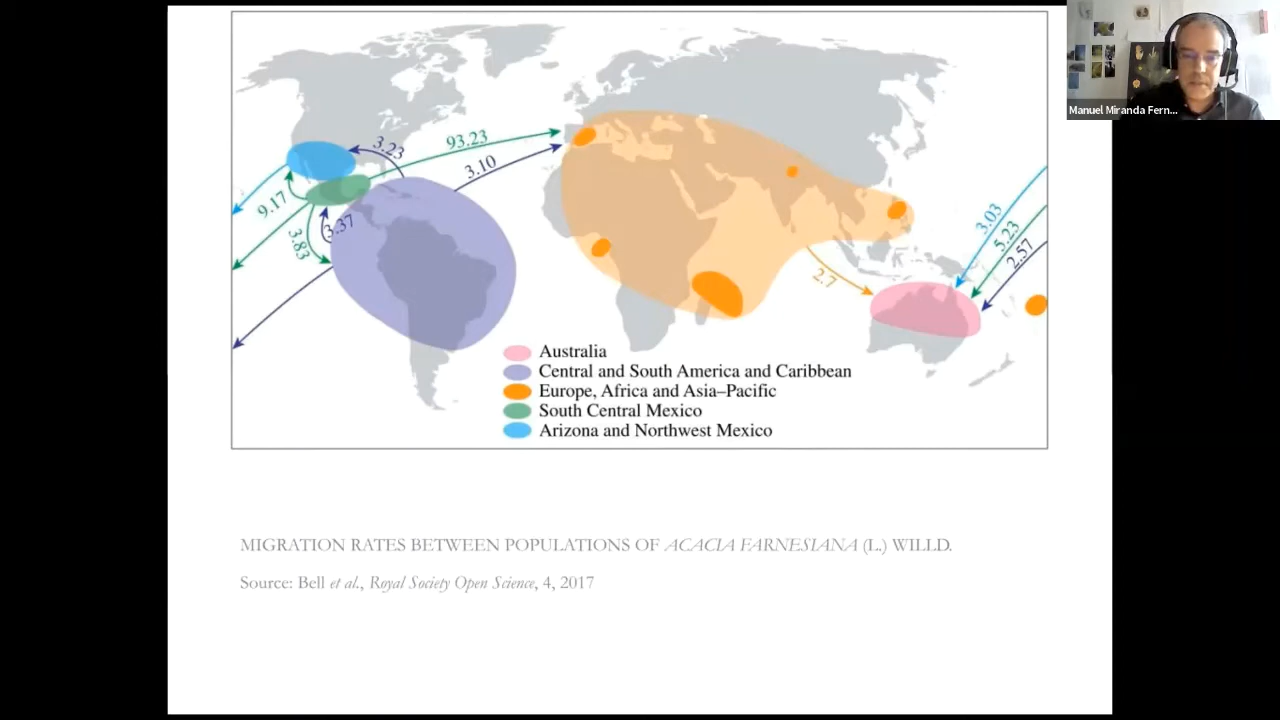 Manuel Miranda Fern...
93.23
3.23
3.10
9.17
3.37
3.83
3.03
5.23
2.57
2.7
Australia
Central and South America and Caribbean
Europe, Africa and Asia–Pacific
South Central Mexico
Arizona and Northwest Mexico
MIGRATION RATES BETWEEN POPULATIONS OF ACACIA FARNESIANA (L.) WILLD.
Source: Bell et al., Royal Society Open Science, 4, 2017